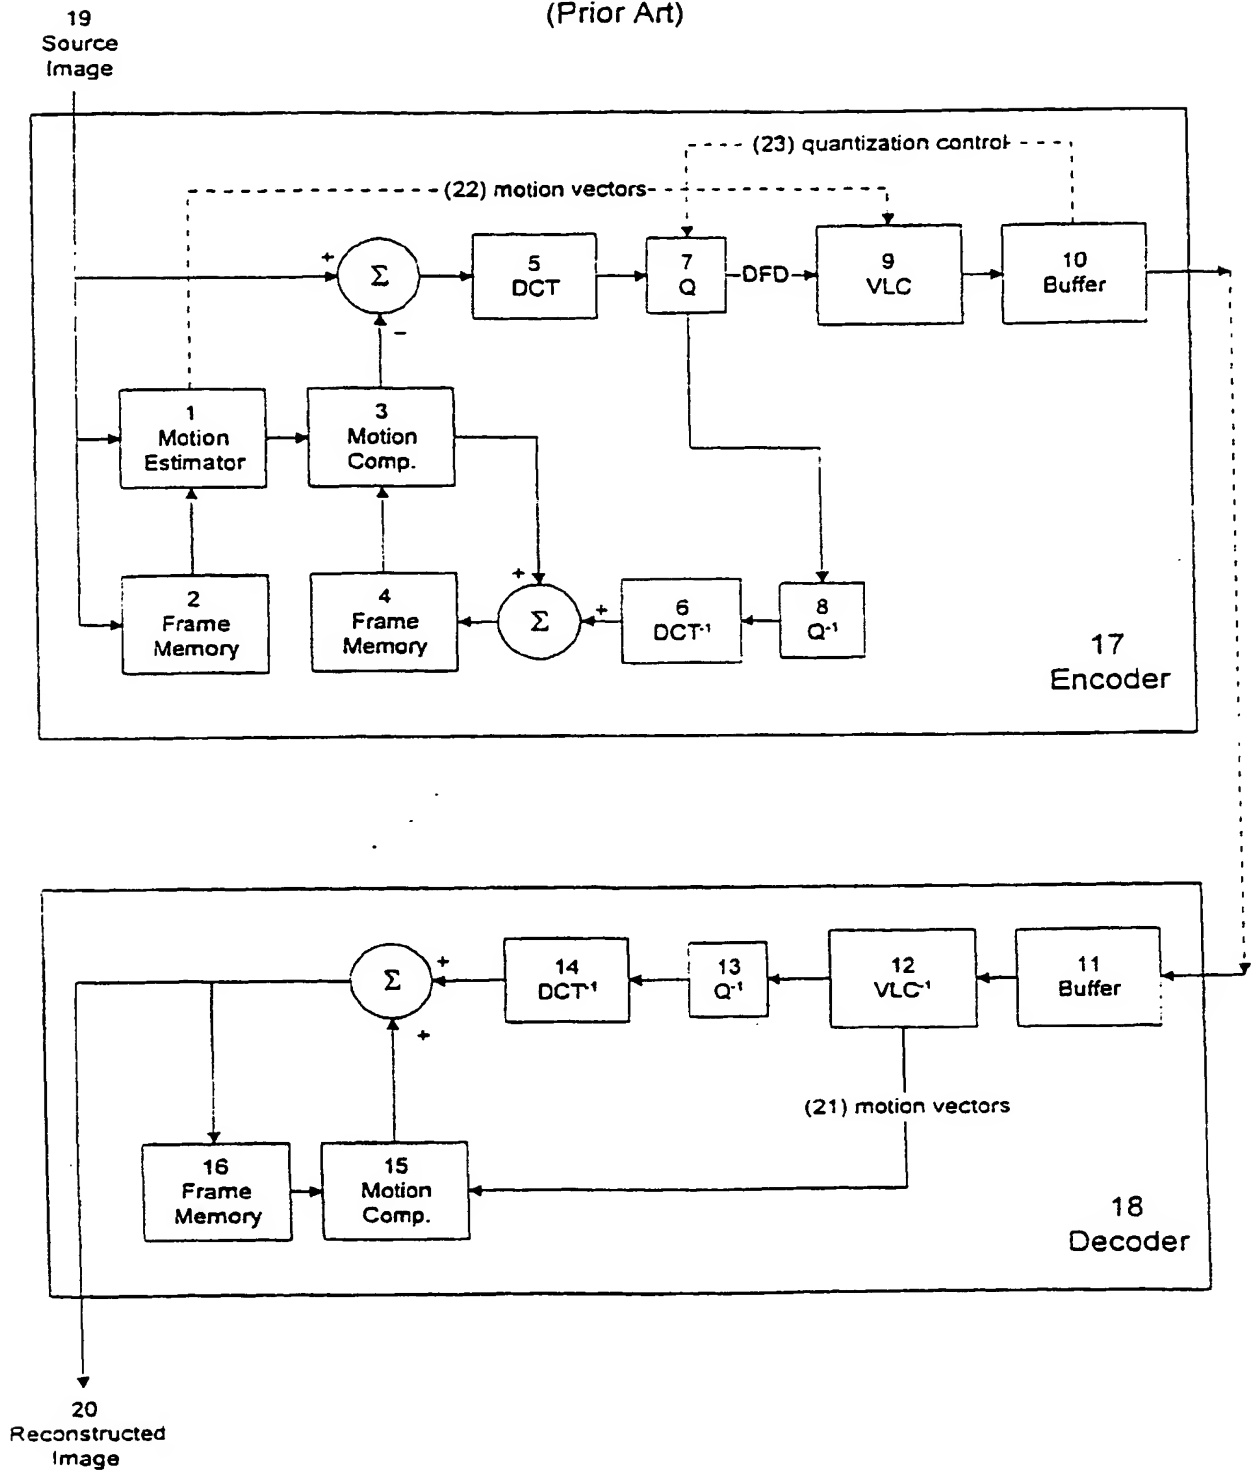 (Prior Art)
19
Source
Image
(23) quantization control
(22) motion vectors
+
Σ
5
DCT
7
Q
DFD
9
VLC
10
Buffer
−
1
Motion
Estimator
3
Motion
Comp.
2
Frame
Memory
4
Frame
Memory
+
Σ
+
6
DCT-1
8
Q-1
17
Encoder
Σ
+
14
DCT-1
13
Q-1
12
VLC-1
11
Buffer
+
(21) motion vectors
16
Frame
Memory
15
Motion
Comp.
18
Decoder
20
Reconstructed
Image